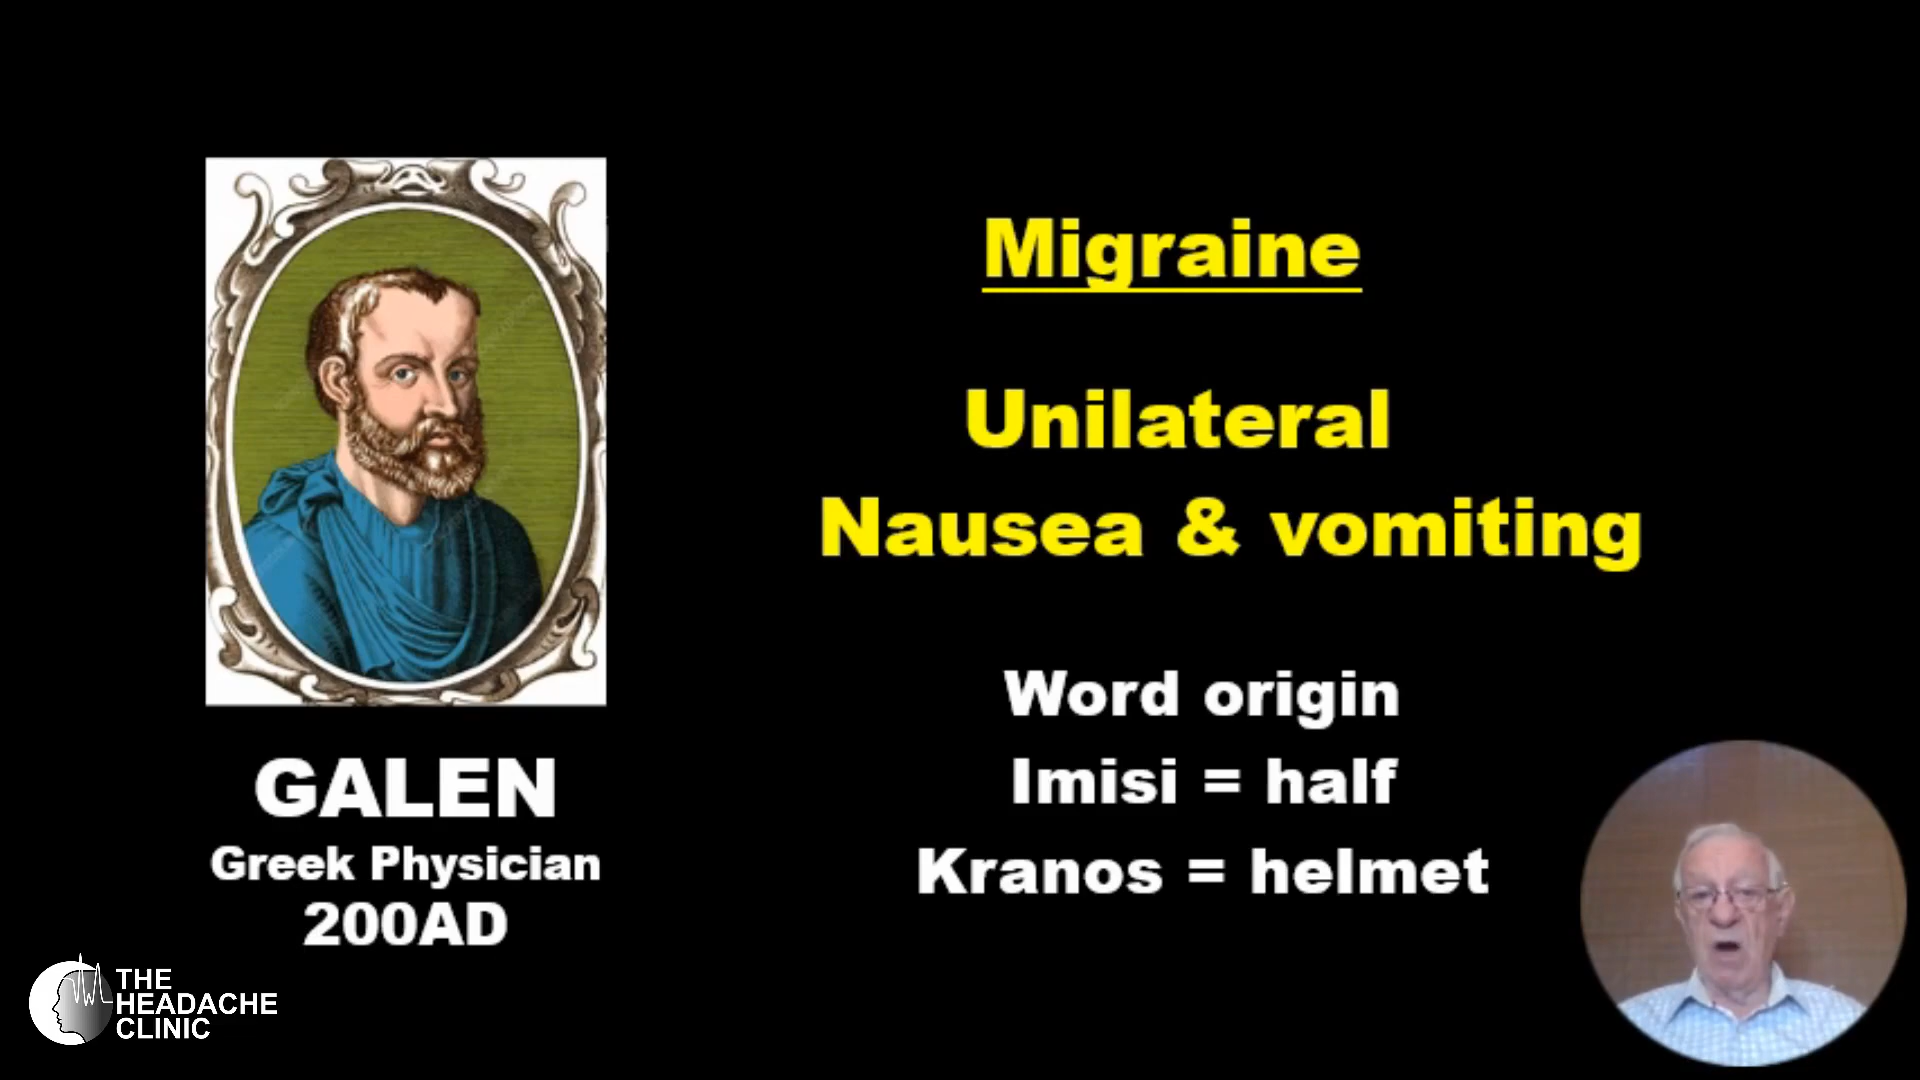 Migraine
Unilateral
Nausea & vomiting
Word origin
Imisi = half
Kranos = helmet
GALEN
Greek Physician
200AD
THE
HEADACHE
CLINIC